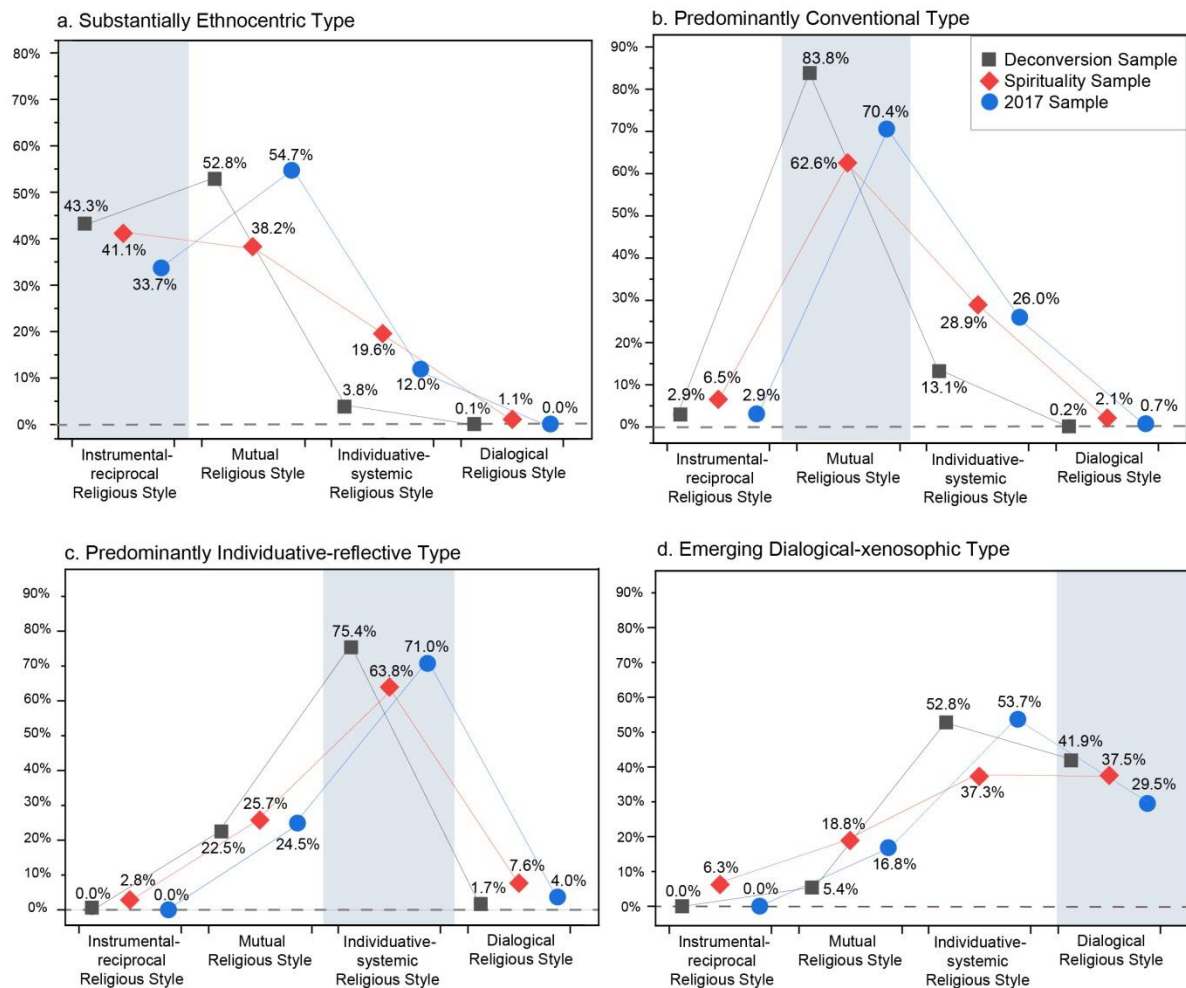 a. Substantially Ethnocentric Type
80%
70%
60%
50%
40%
30%
20%
10%
0%
43.3%
41.1%
33.7%
52.8%
38.2%
54.7%
3.8%
19.6%
12.0%
0.1%
1.1%
0.0%
Instrumental-
reciprocal
Religious Style
Mutual
Religious Style
Individuative-
systemic
Religious Style
Dialogical
Religious Style
b. Predominantly Conventional Type
90%
80%
70%
60%
50%
40%
30%
20%
10%
0%
Deconversion Sample
Spirituality Sample
2017 Sample
2.9%
6.5%
2.9%
83.8%
62.6%
70.4%
13.1%
28.9%
26.0%
0.2%
2.1%
0.7%
Instrumental-
reciprocal
Religious Style
Mutual
Religious Style
Individuative-
systemic
Religious Style
Dialogical
Religious Style
c. Predominantly Individuative-reflective Type
90%
80%
70%
60%
50%
40%
30%
20%
10%
0%
0.0%
2.8%
0.0%
22.5%
25.7%
24.5%
75.4%
63.8%
71.0%
1.7%
7.6%
4.0%
Instrumental-
reciprocal
Religious Style
Mutual
Religious Style
Individuative-
systemic
Religious Style
Dialogical
Religious Style
d. Emerging Dialogical-xenosophic Type
90%
80%
70%
60%
50%
40%
30%
20%
10%
0%
0.0%
6.3%
0.0%
5.4%
18.8%
16.8%
52.8%
37.3%
53.7%
41.9%
37.5%
29.5%
Instrumental-
reciprocal
Religious Style
Mutual
Religious Style
Individuative-
systemic
Religious Style
Dialogical
Religious Style